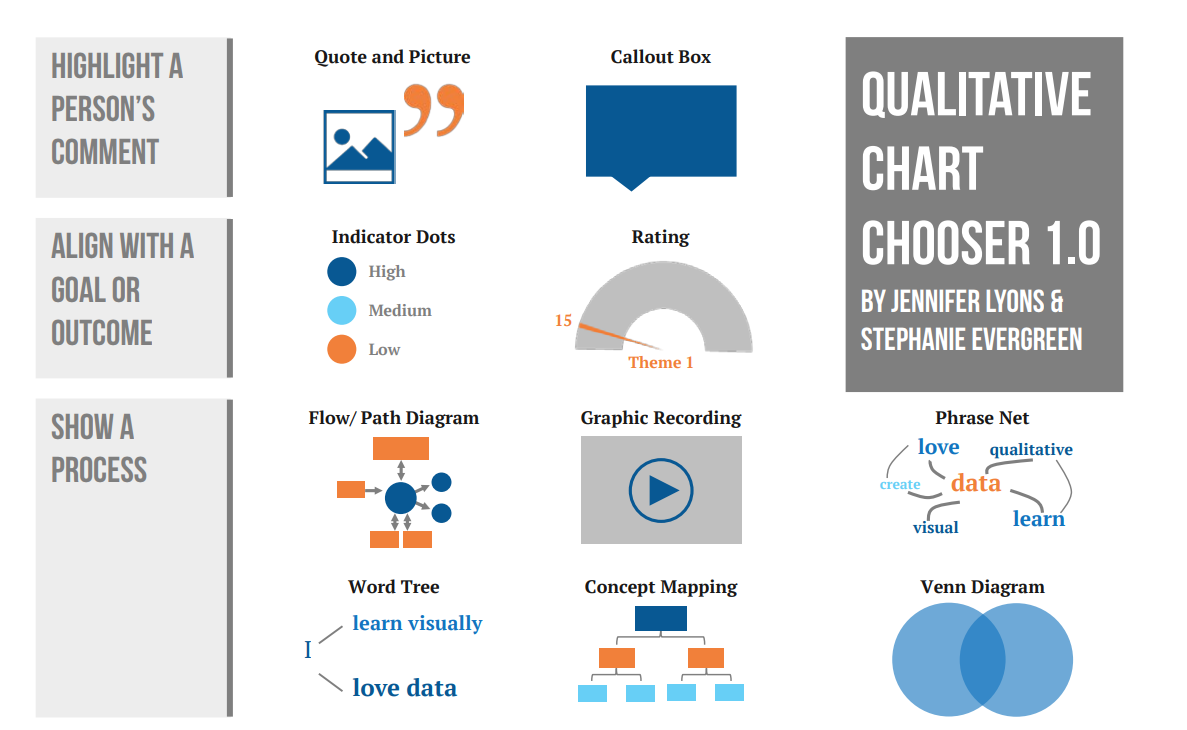 HIGHLIGHT A
PERSON'S
COMMENT
Quote and Picture
Callout Box
QUALITATIVE
CHART
CHOOSER 1.0
BY JENNIFER LYONS &
STEPHANIE EVERGREEN
ALIGN WITH A
GOAL OR
OUTCOME
Indicator Dots
High
Medium
Low
Rating
15
Theme 1
SHOW A
PROCESS
Flow/ Path Diagram
Graphic Recording
Phrase Net
love
qualitative
create
data
visual
learn
Word Tree
I
learn visually
love data
Concept Mapping
Venn Diagram